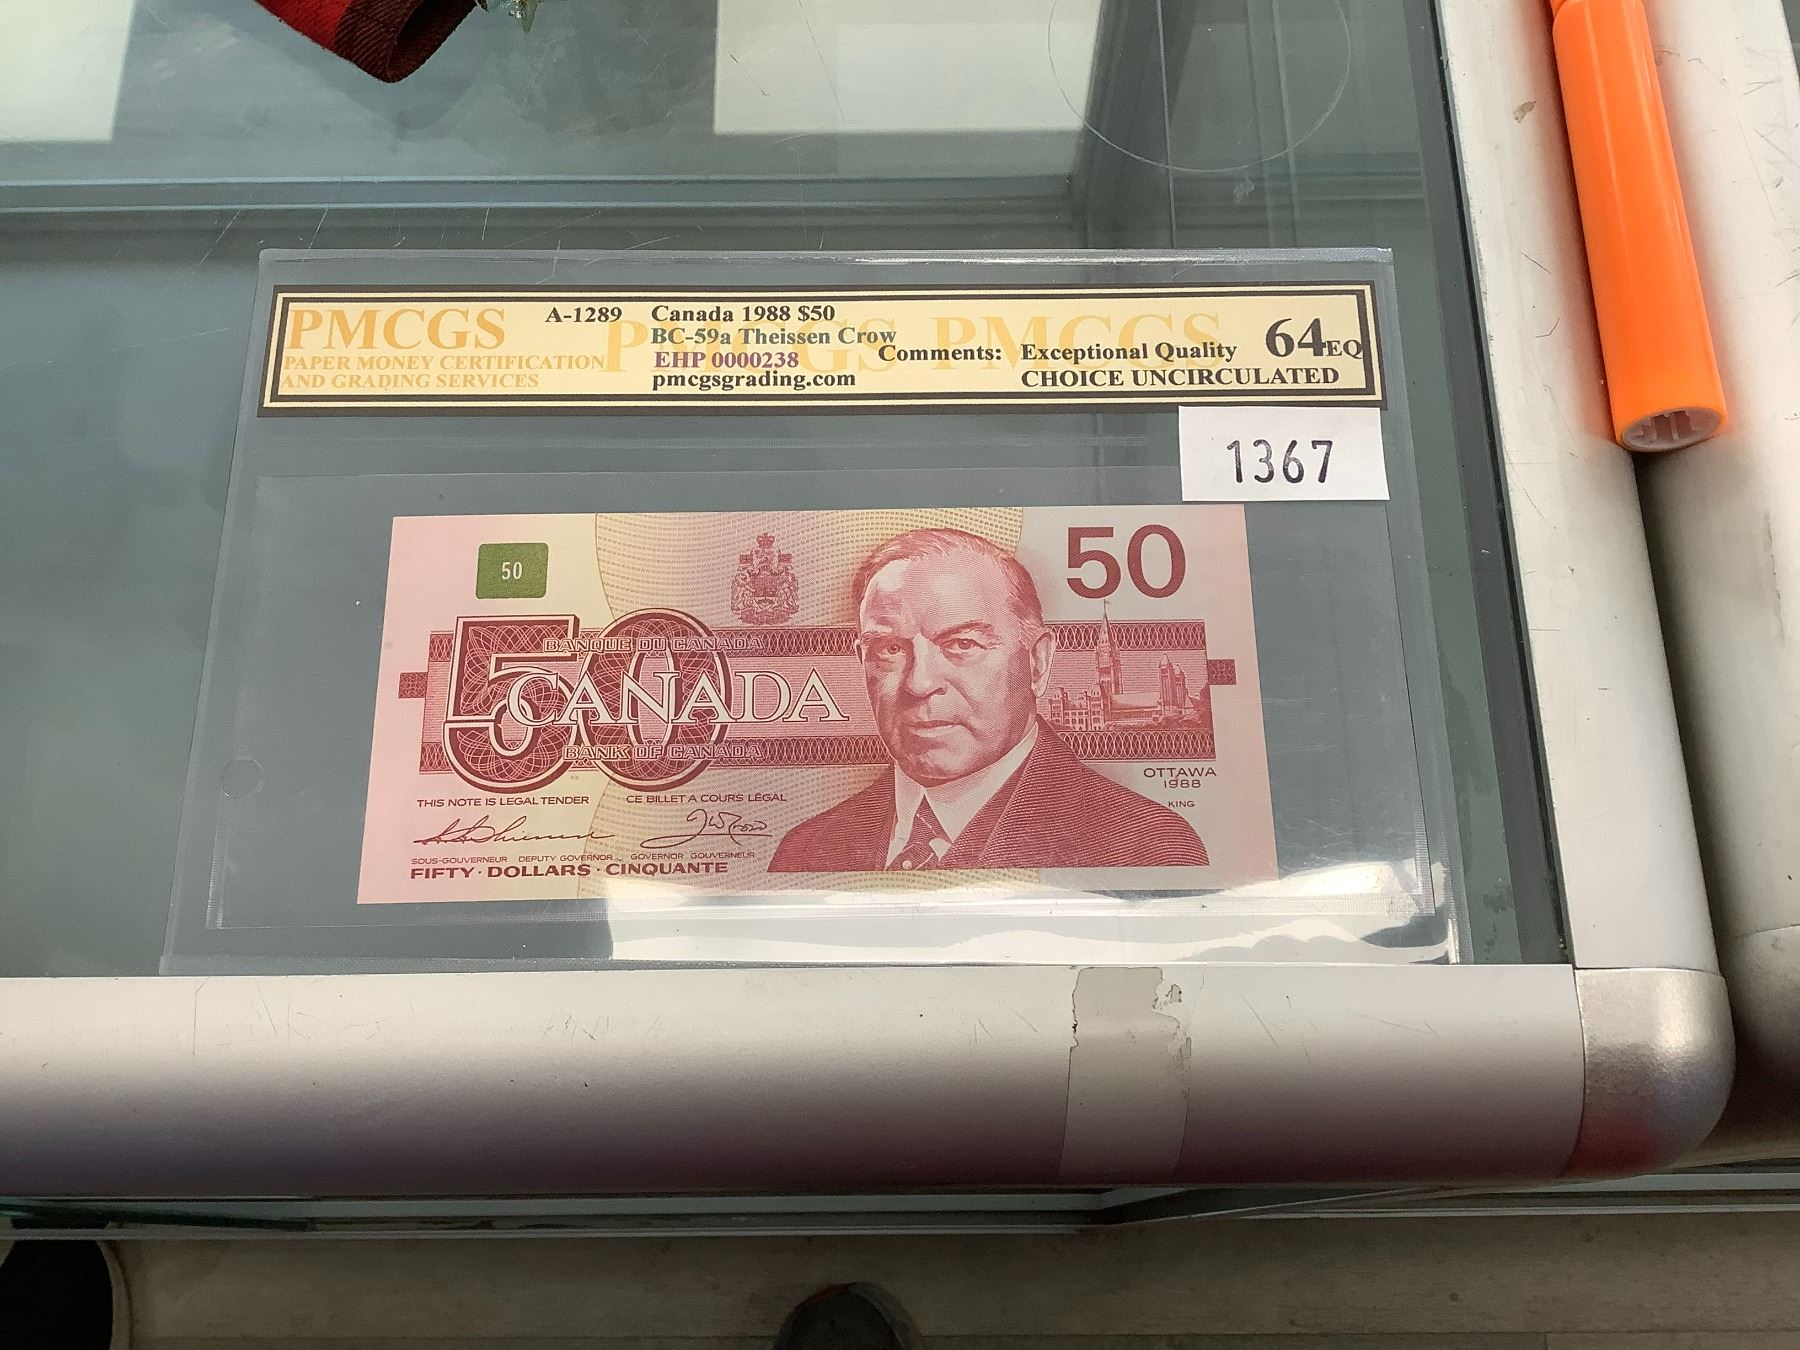 PMCGS
PAPER MONEY CERTIFICATION
AND GRADING SERVICES
A-1289 Canada 1988 $50
BC-59a Theissen Crow
EHP 0000238
pmcgsgrading.com
Comments: Exceptional Quality
CHOICE UNCIRCULATED
64EQ
PMCGS PMCGS
1367
50
50
50
BANQUE DU CANADA
CANADA
BANK OF CANADA
OTTAWA
1988
KING
THIS NOTE IS LEGAL TENDER CE BILLET A COURS LÉGAL
SOUS-GOUVERNEUR DEPUTY GOVERNOR GOVERNOR GOUVERNEUR
FIFTY · DOLLARS · CINQUANTE